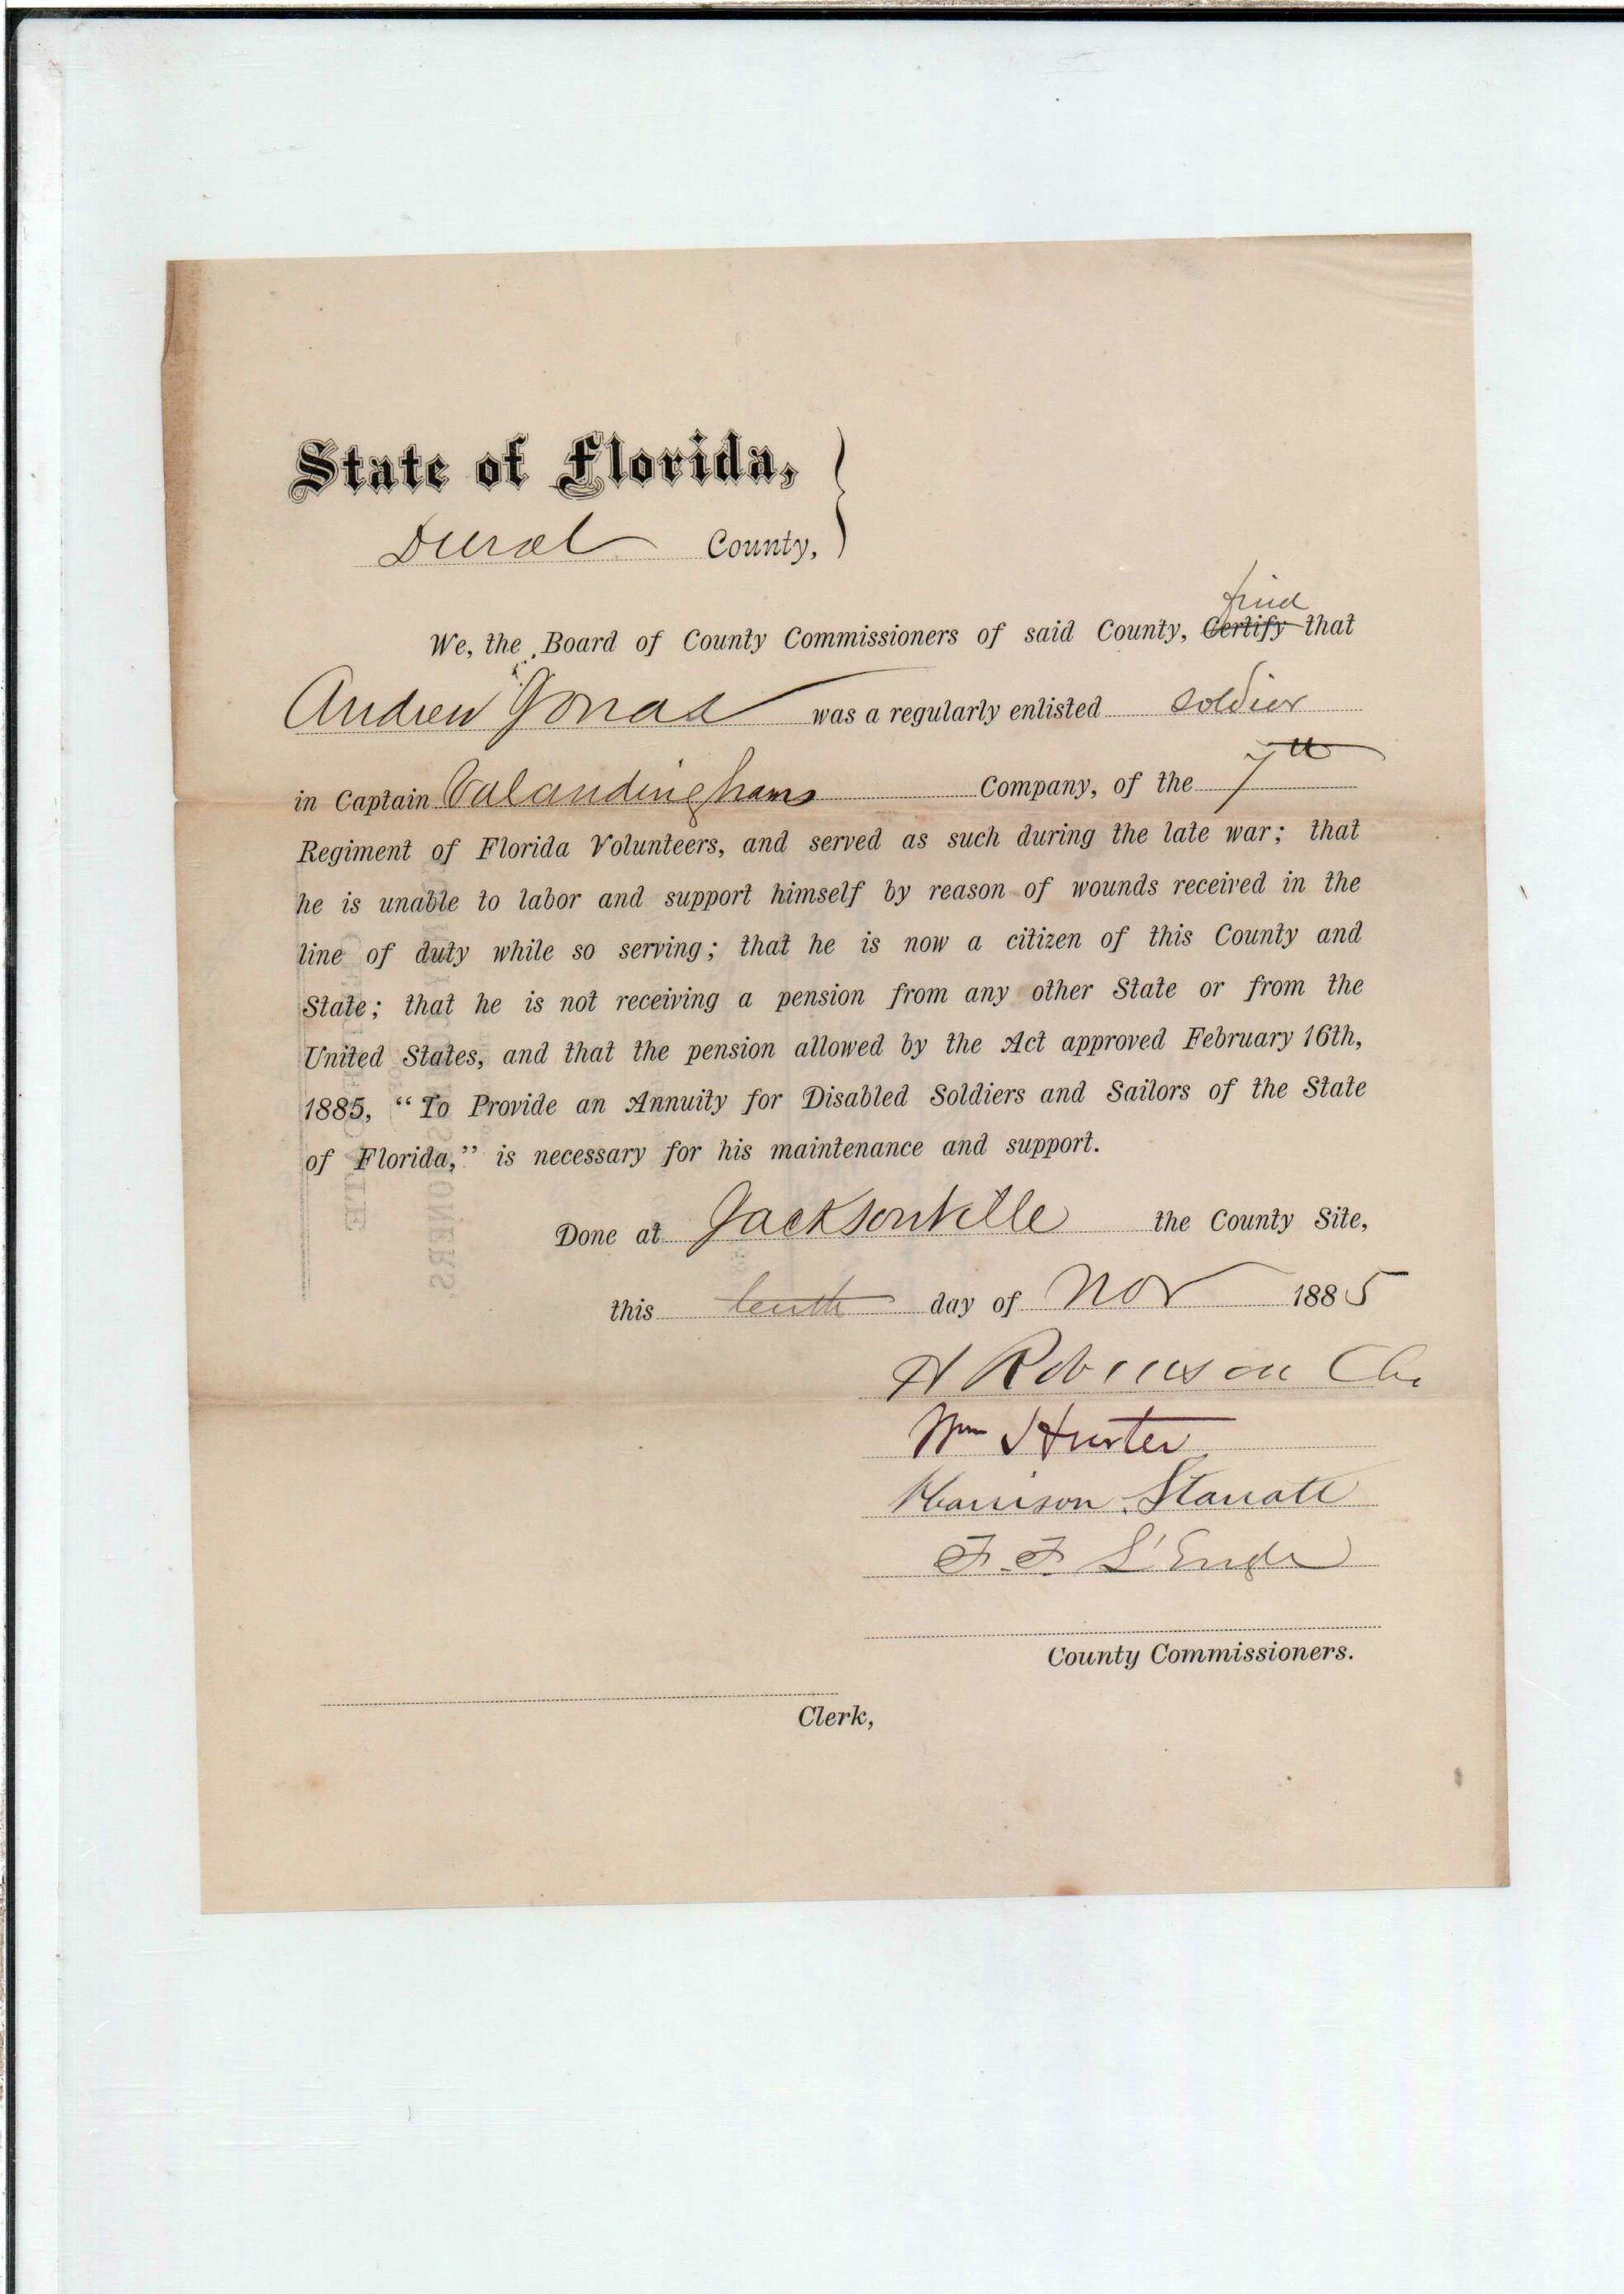 State of Florida,
Duval County,
find
We, the Board of County Commissioners of said County, Certify that
Andrew Jonas was a regularly enlisted soldier
in Captain Valandinghams Company, of the 7th
Regiment of Florida Volunteers, and served as such during the late war; that
he is unable to labor and support himself by reason of wounds received in the
line of duty while so serving; that he is now a citizen of this County and
State; that he is not receiving a pension from any other State or from the
United States, and that the pension allowed by the Act approved February 16th,
1885, “To Provide an Annuity for Disabled Soldiers and Sailors of the State
of Florida,” is necessary for his maintenance and support.
Done at Jacksonville the County Site,
this tenth day of Nov 1885
H Robinson
Wm Hunter
Harrison Starratt
F. F. L'Engle
County Commissioners.
Clerk,